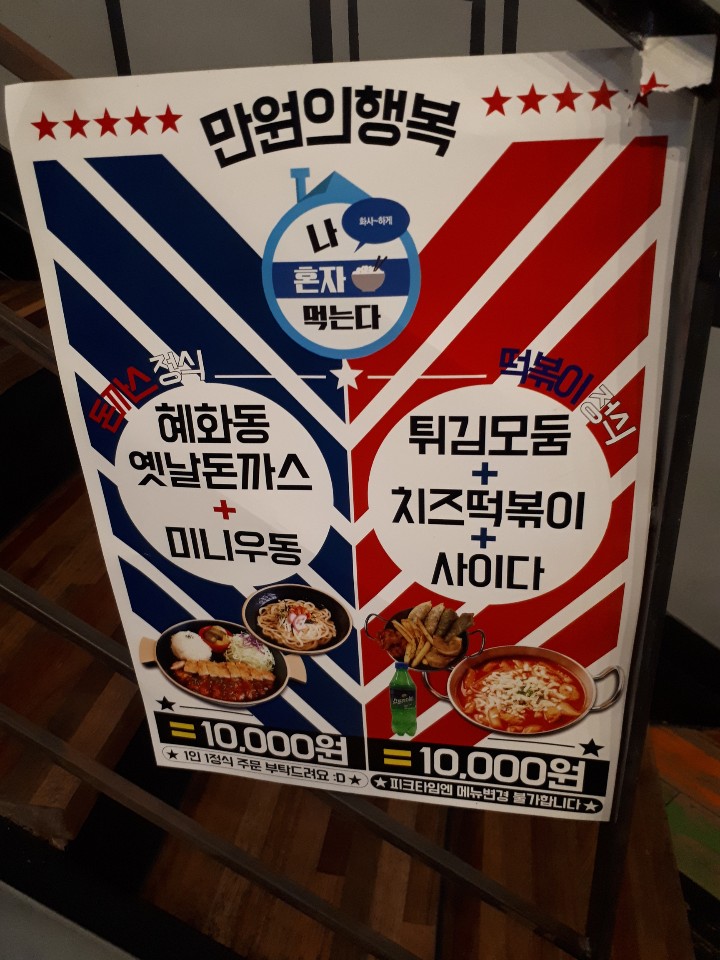 만원의행복
화사~하게
나
혼자
먹는다
돈까스정식
혜화동
옛날돈까스
+
미니우동
= 10,000원
★ 1인 1정식 주문 부탁드려요 :D ★
떡볶이정식
튀김모둠
+
치즈떡볶이
+
사이다
= 10,000원
★ 피크타임엔 메뉴변경 불가합니다 ★